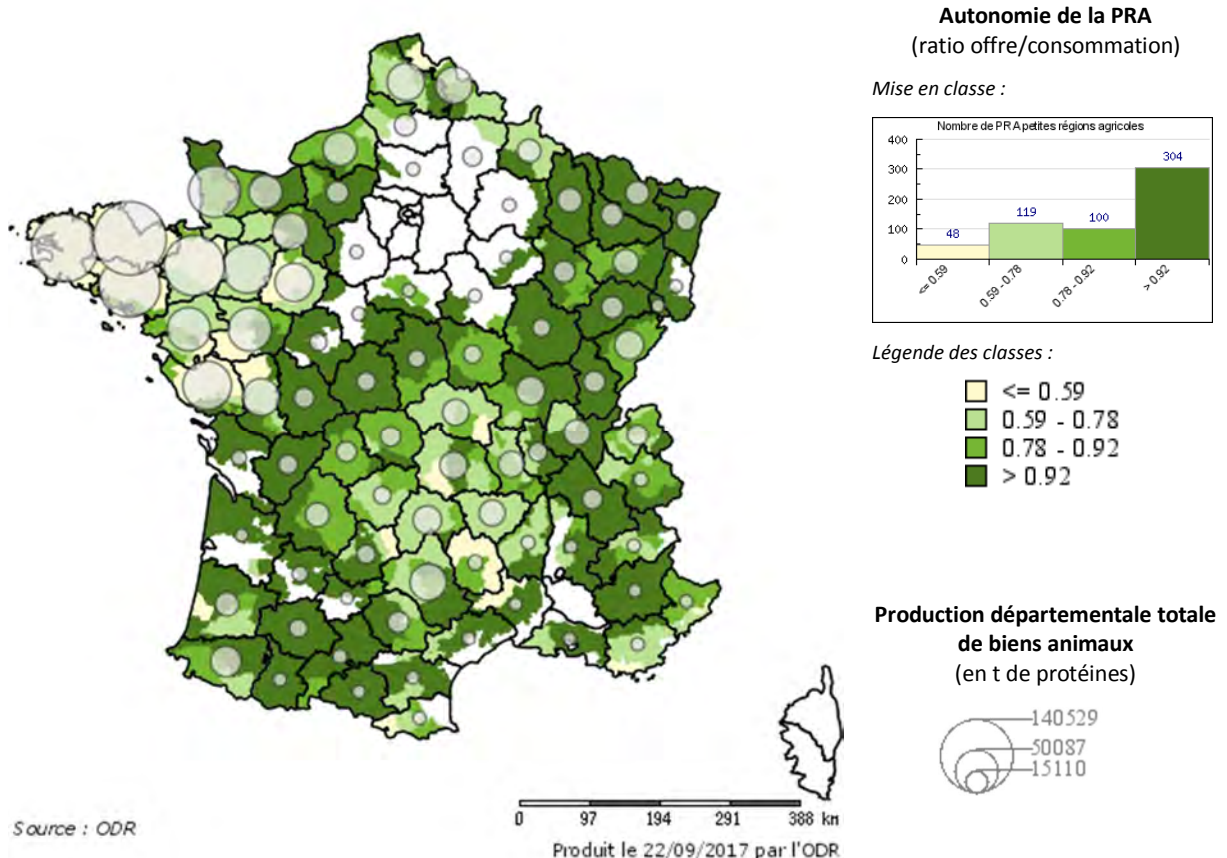 Autonomie de la PRA
(ratio offre/consommation)
Mise en classe :
Nombre de PRA petites régions agricoles
400
300
200
100
0
48
119
100
304
<= 0.59
0.59 - 0.78
0.78 - 0.92
> 0.92
Légende des classes :
<= 0.59
0.59 - 0.78
0.78 - 0.92
> 0.92
Production départementale totale
de biens animaux
(en t de protéines)
140529
50087
15110
0 97 194 291 388 km
Source : ODR
Produit le 22/09/2017 par l'ODR